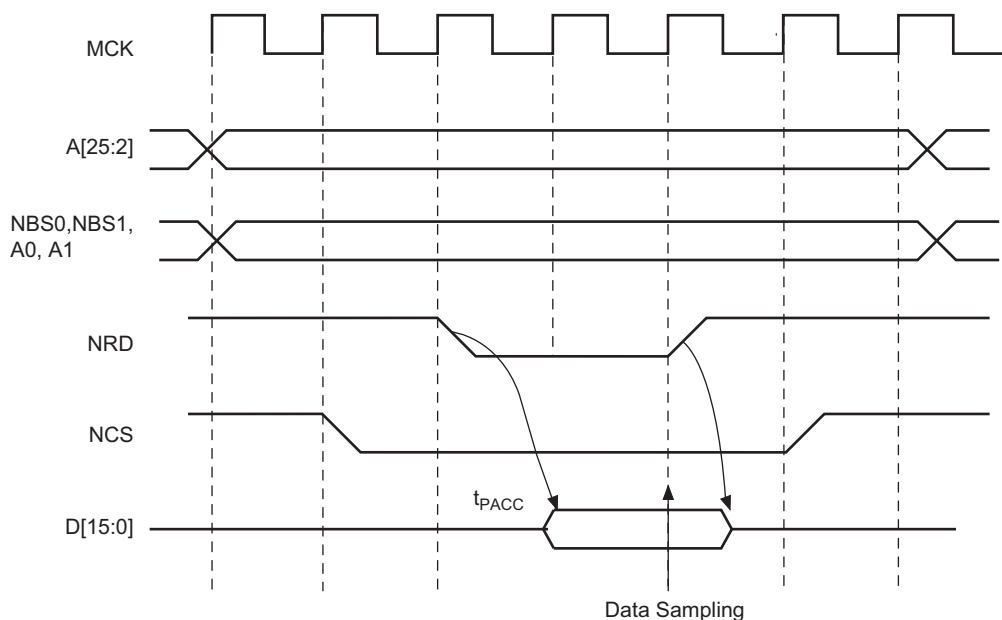 MCK
A[25:2]
NBS0,NBS1,
A0, A1
NRD
NCS
tPACC
D[15:0]
Data Sampling